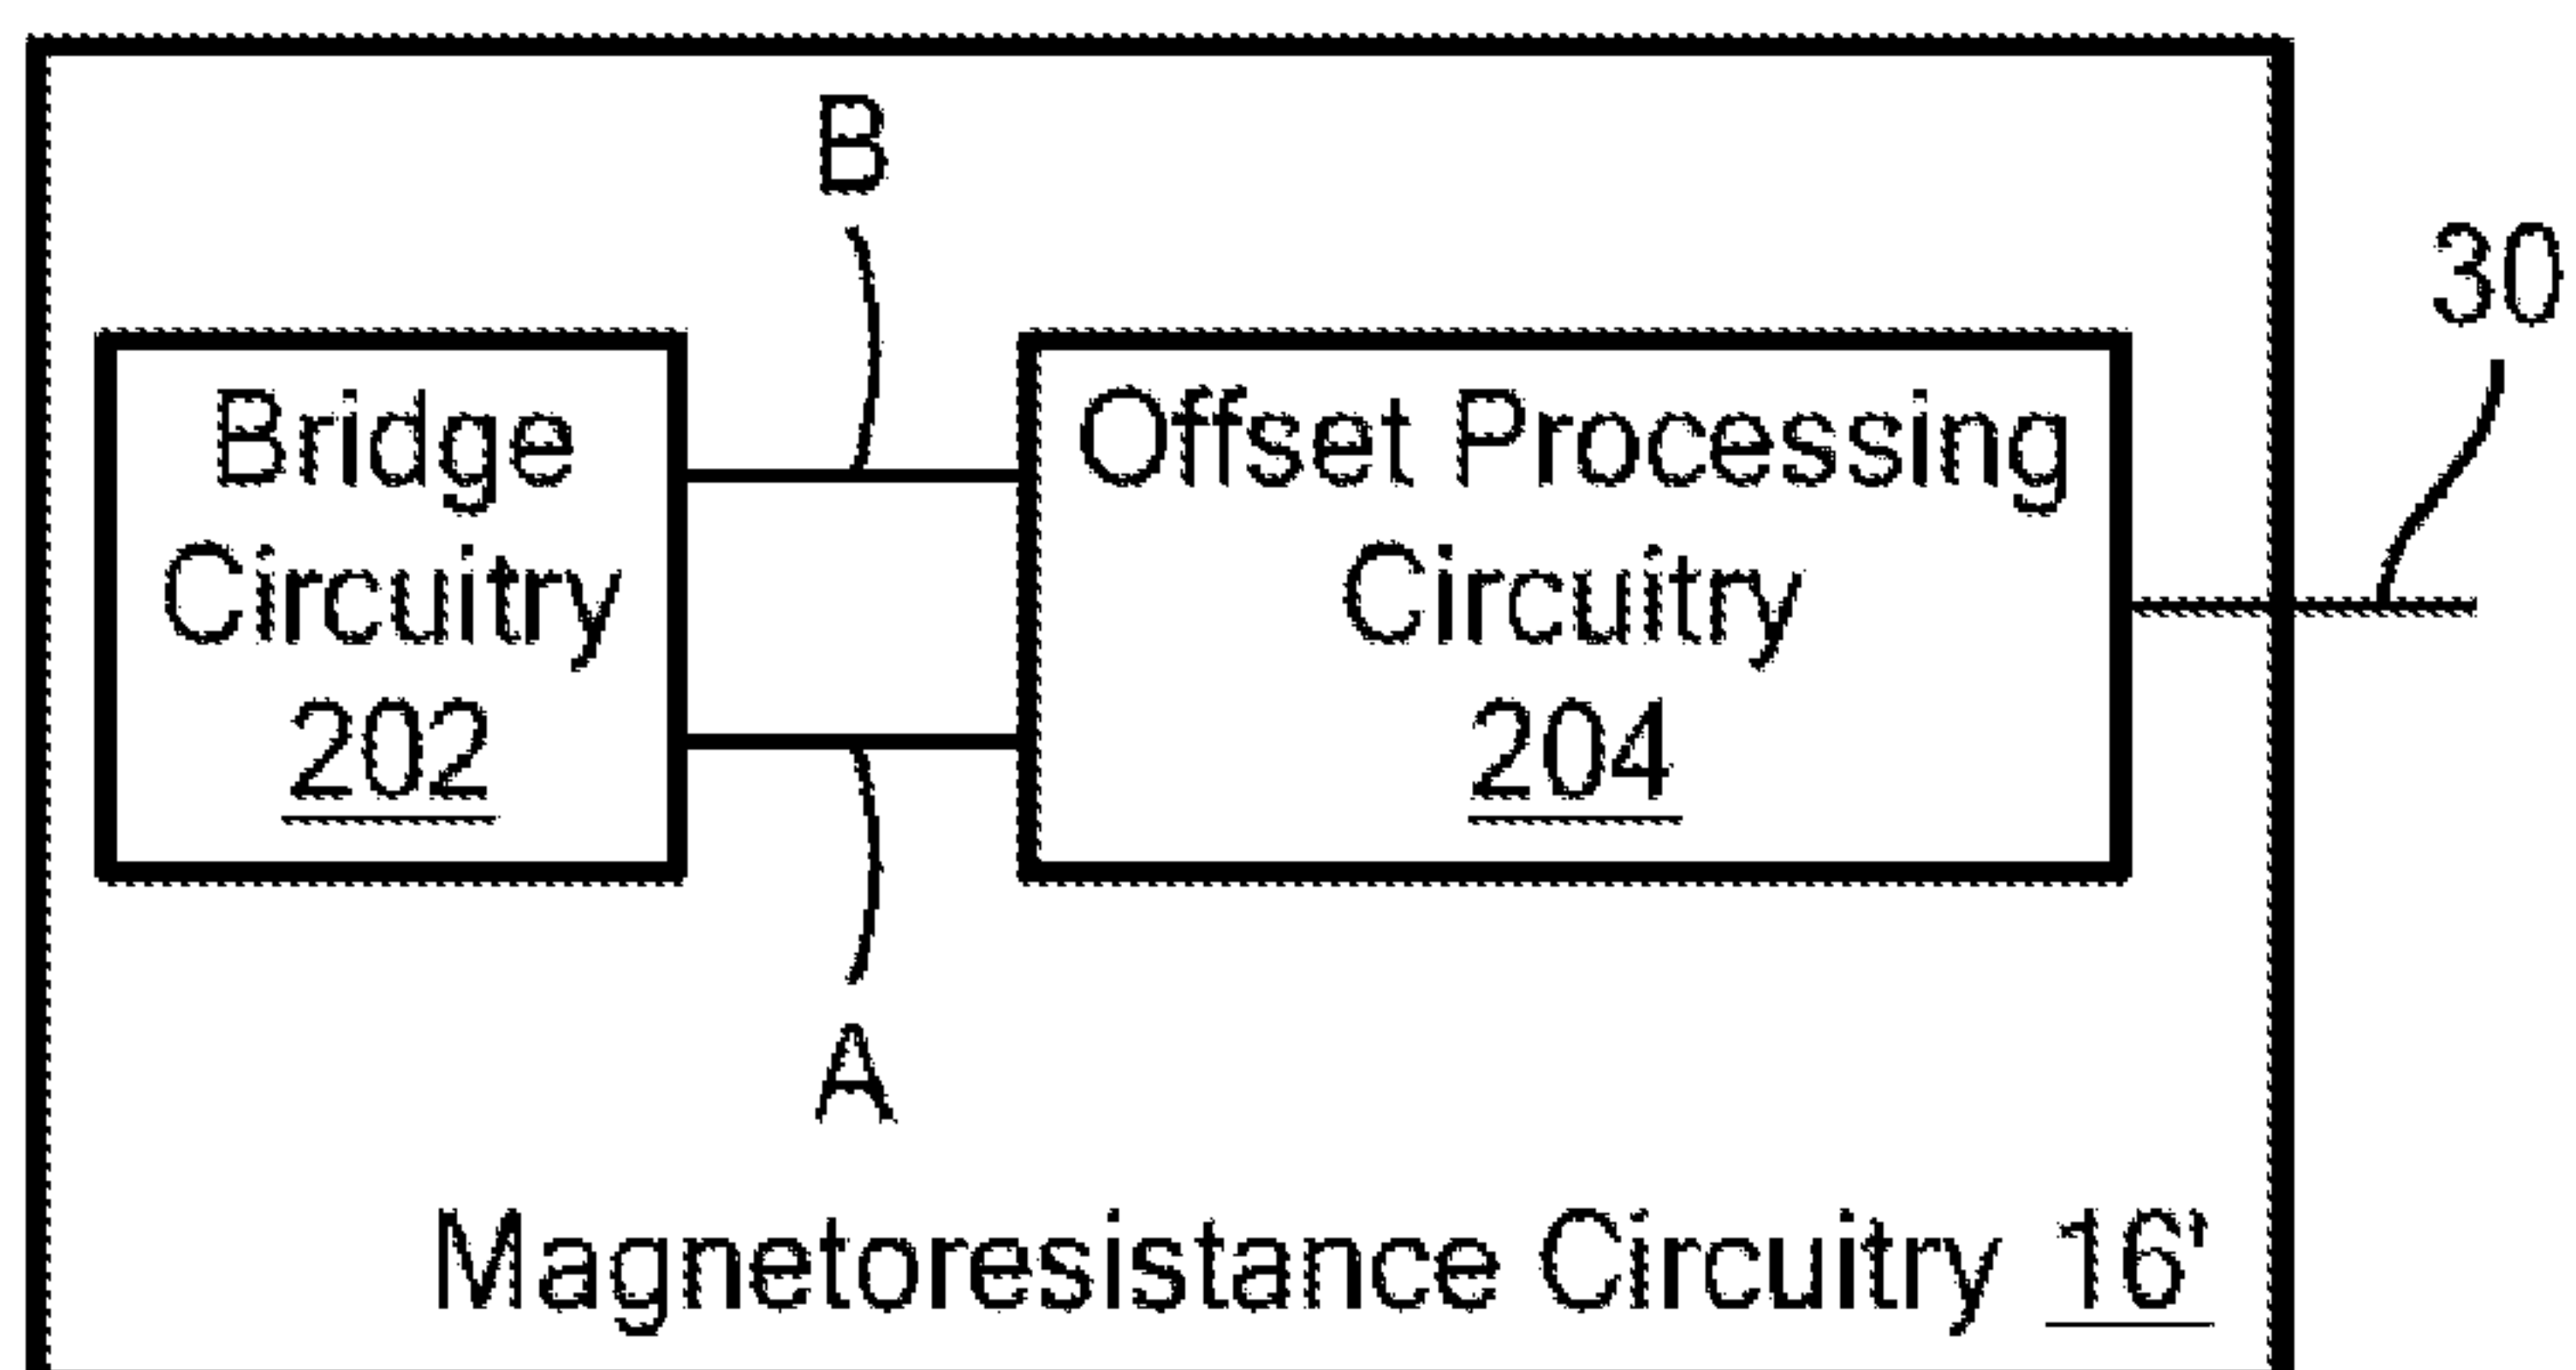 B
30
Bridge
Circuitry
202
Offset Processing
Circuitry
204
A
Magnetoresistance Circuitry 16'